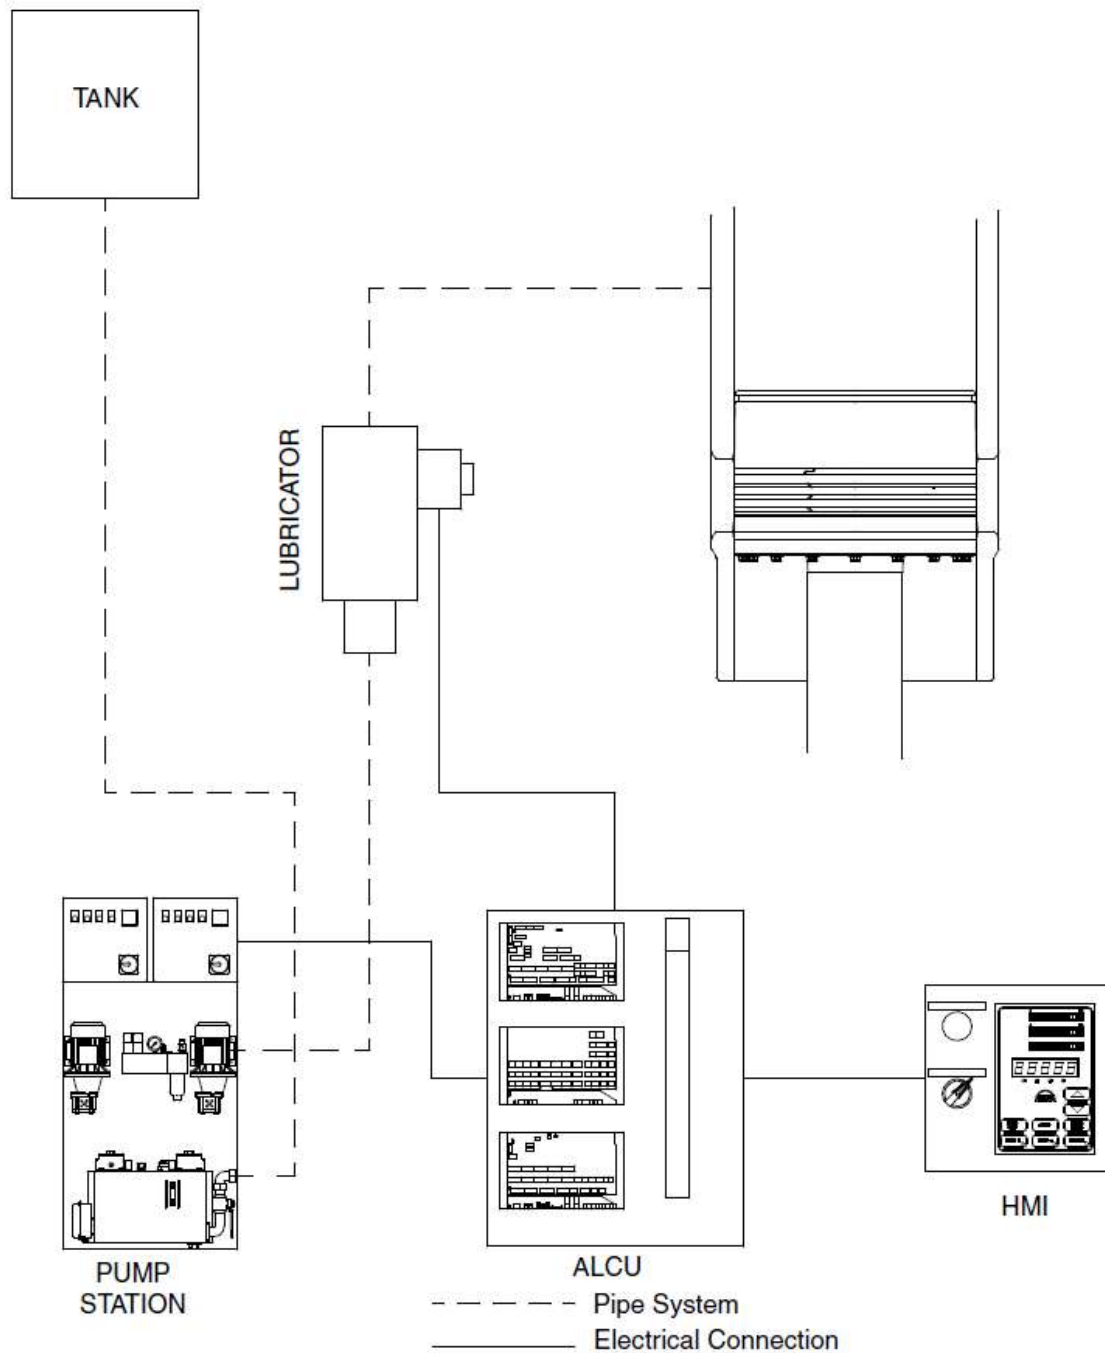 TANK
LUBRICATOR
PUMP
STATION
ALCU
HMI
Pipe System
Electrical Connection